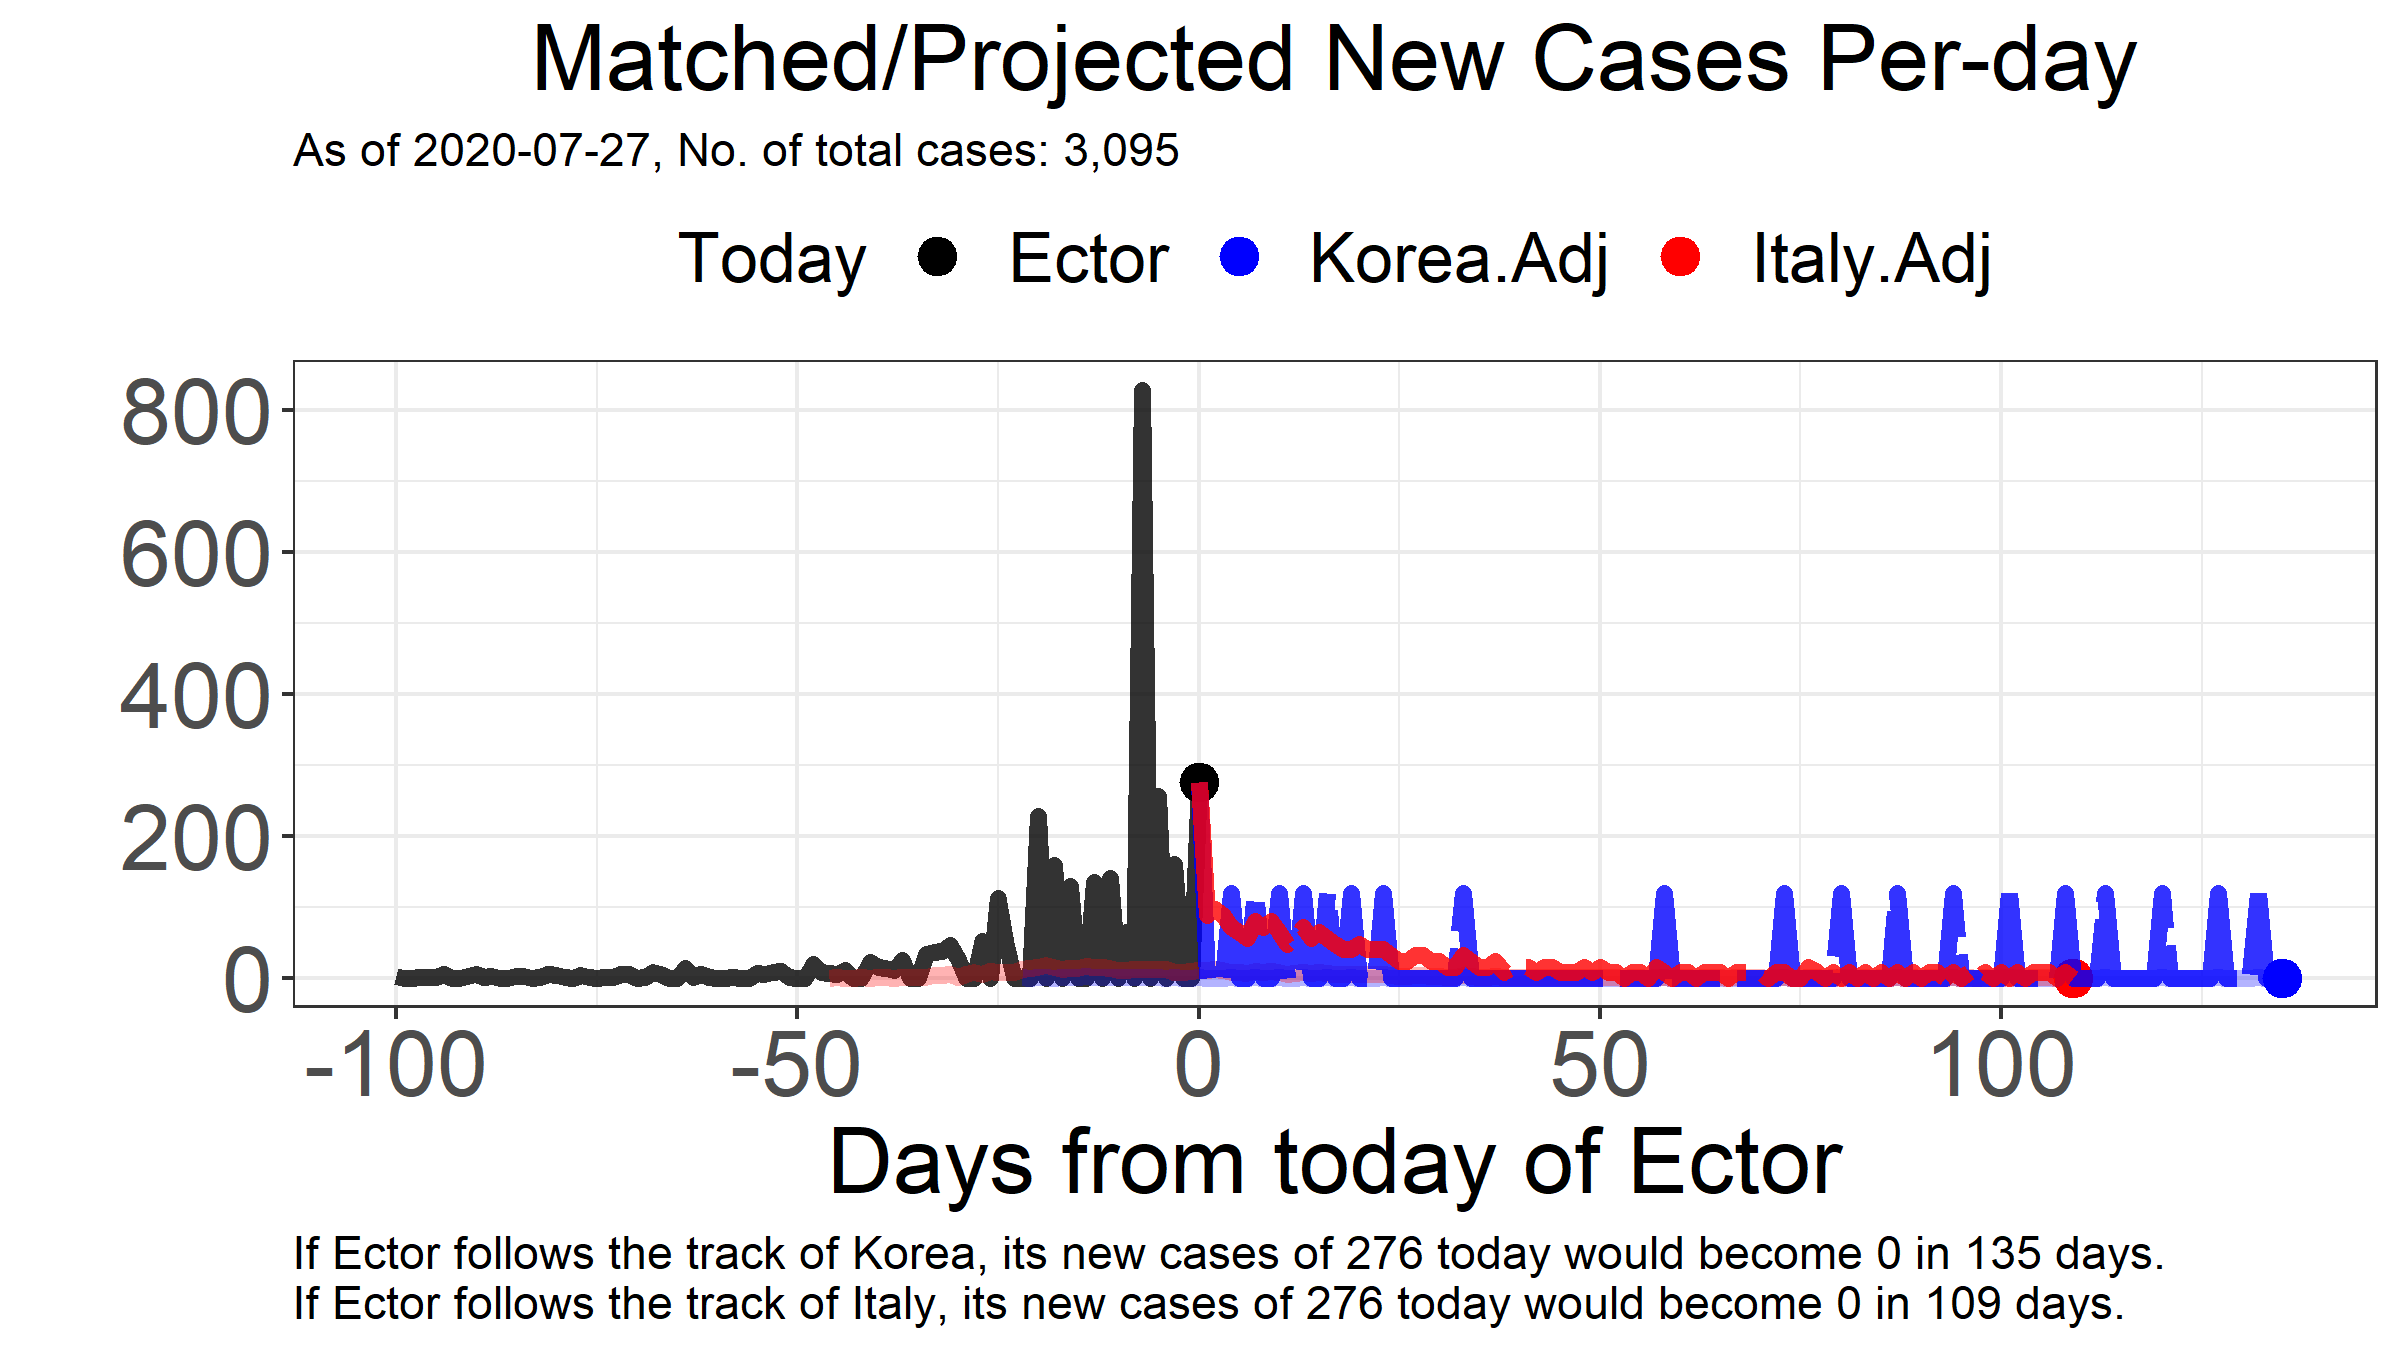 Matched/Projected New Cases Per-day
As of 2020-07-27, No. of total cases: 3,095
Today Ector Korea.Adj Italy.Adj
800
600
400
200
0
-100 -50 0 50 100
Days from today of Ector
If Ector follows the track of Korea, its new cases of 276 today would become 0 in 135 days.
If Ector follows the track of Italy, its new cases of 276 today would become 0 in 109 days.